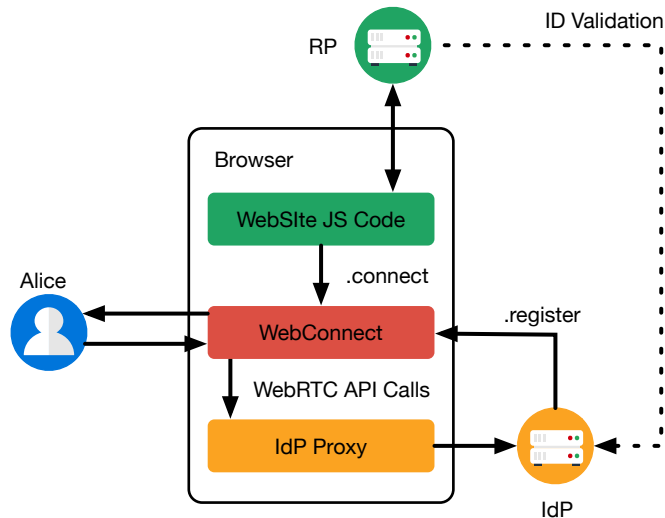 ID Validation
RP
Browser
WebSIte JS Code
.connect
Alice
WebConnect
.register
WebRTC API Calls
IdP Proxy
IdP